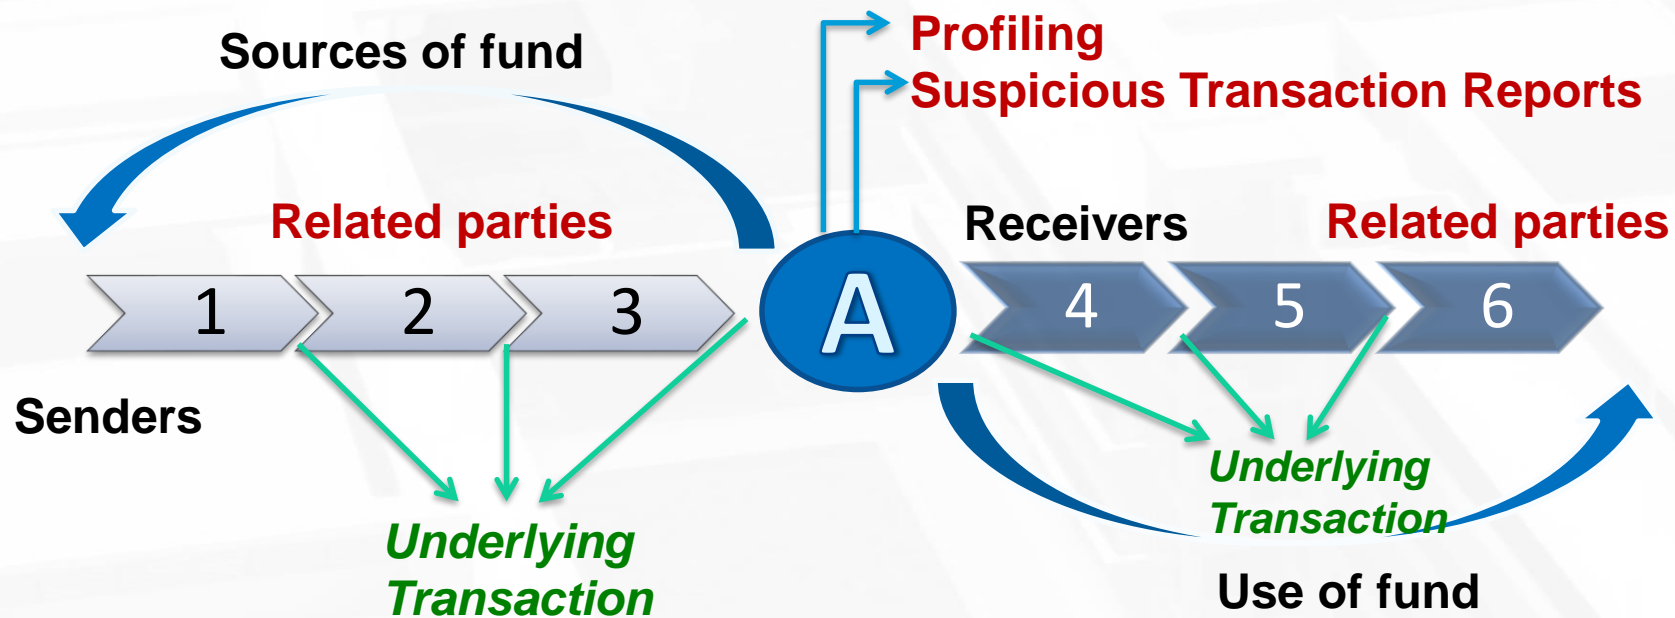 Profiling
Sources of fund
Suspicious Transaction Reports
Related parties
Receivers
Related parties
1
2
3
A
4
5
6
Senders
Underlying
Transaction
Underlying
Transaction
Use of fund